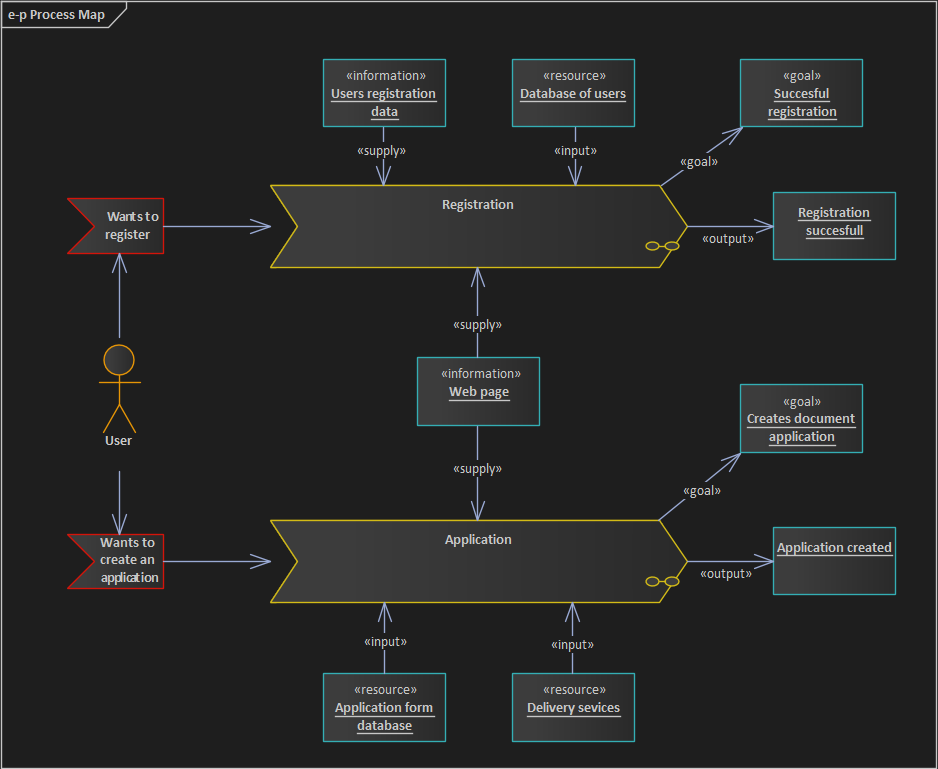 e-p Process Map
«information»
Users registration
data
«resource»
Database of users
«goal»
Succesful
registration
«supply»
«input»
«goal»
Wants to
register
Registration
Registration
succesfull
«output»
«supply»
User
«information»
Web page
«goal»
Creates document
application
«supply»
«goal»
Wants to
create an
application
Application
Application created
«output»
«input»
«input»
«resource»
Application form
database
«resource»
Delivery sevices